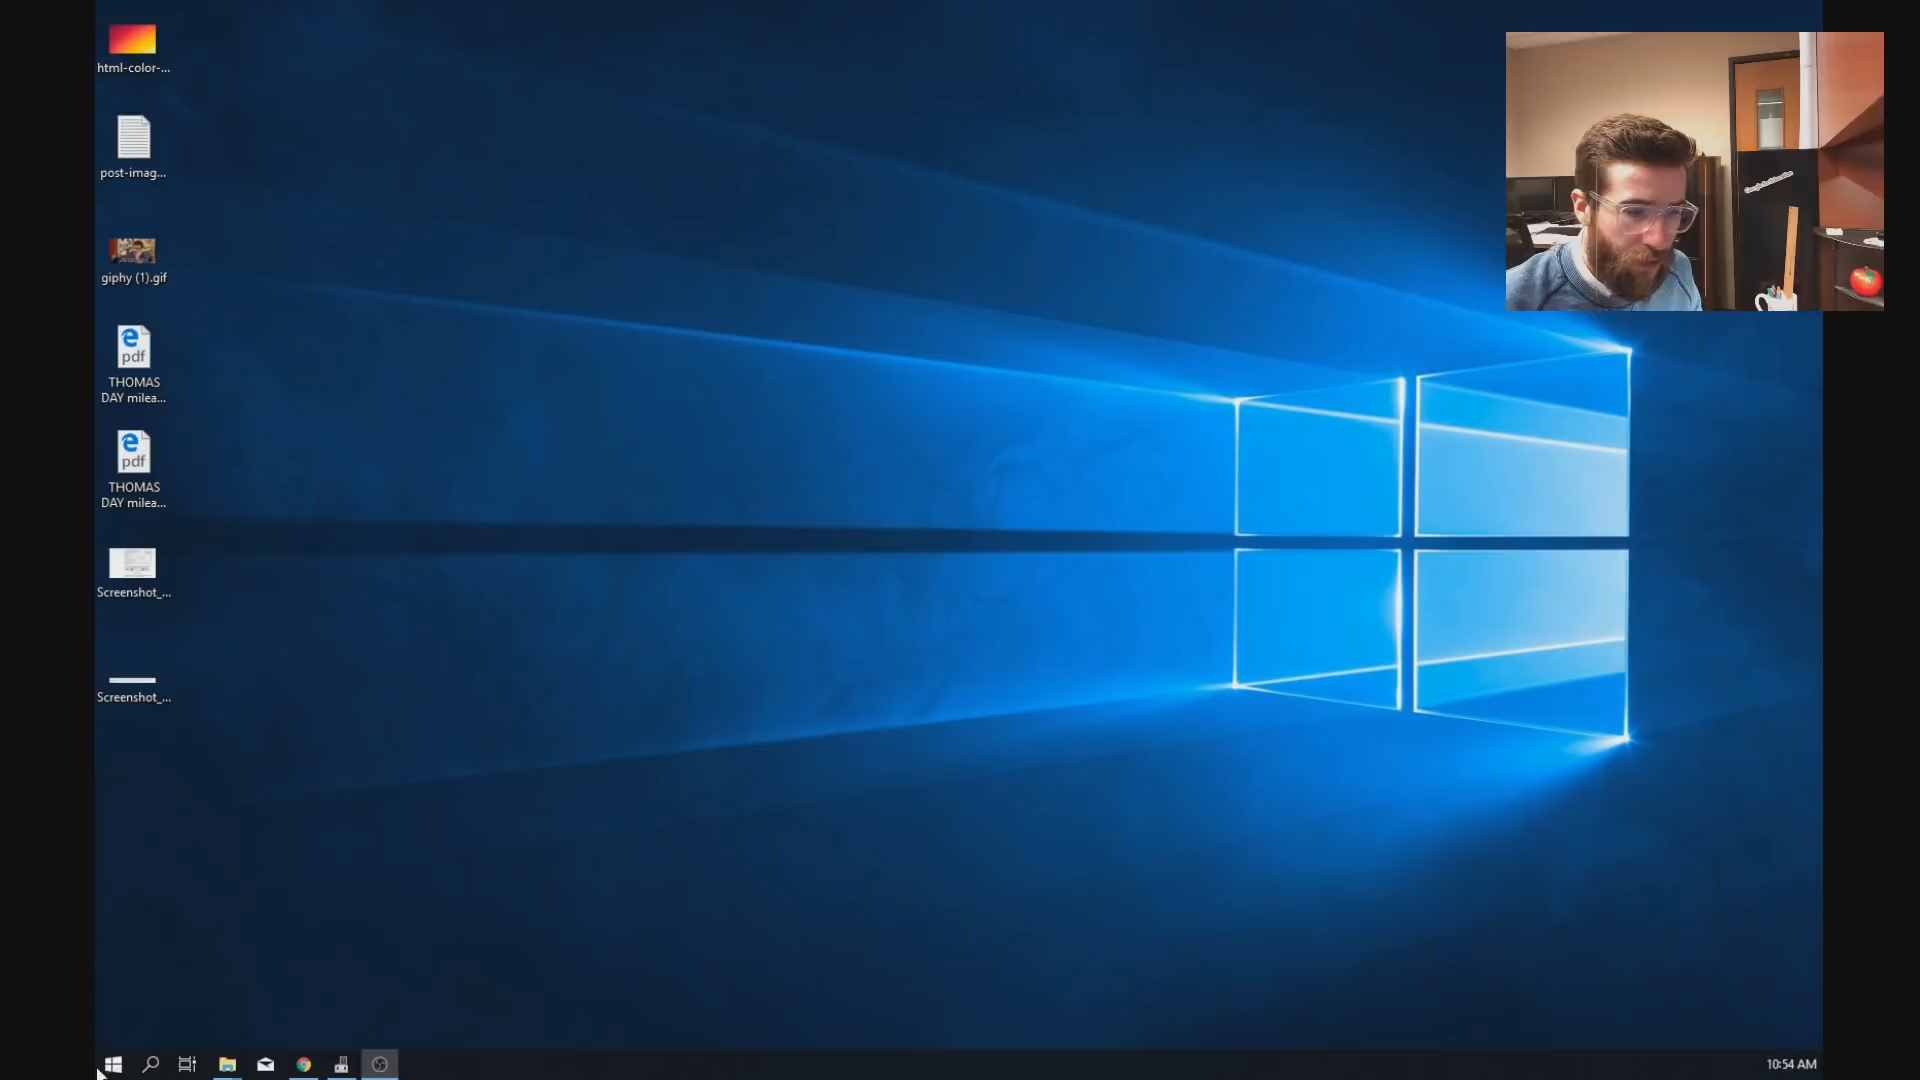 html-color-...
post-imag...
giphy (1).gif
pdf
THOMAS
DAY milea...
pdf
THOMAS
DAY milea...
Screenshot_...
Screenshot_...
10:54 AM